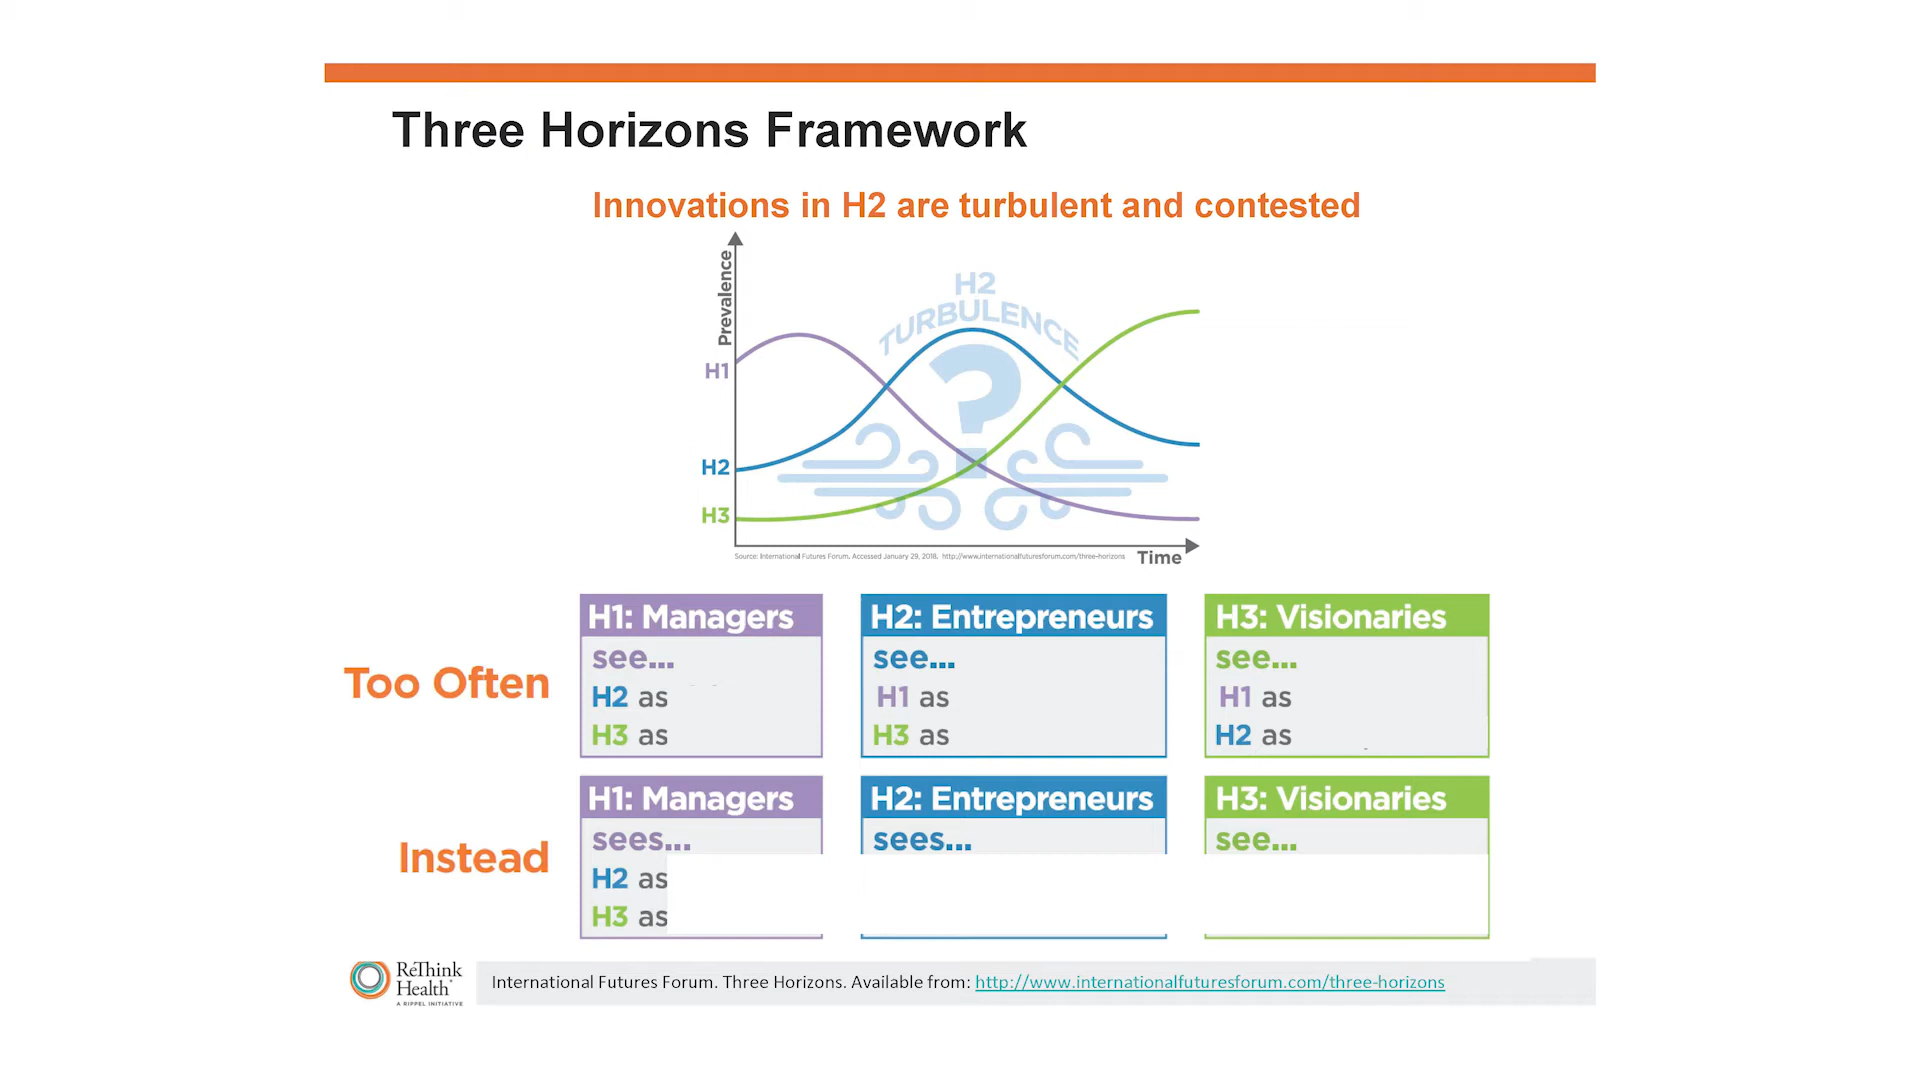 Three Horizons Framework
Innovations in H2 are turbulent and contested
Prevalence
H2
TURBULENCE
?
H1
H2
H3
Time
Source: International Futures Forum. Accessed January 29, 2018. http://www.internationalfuturesforum.com/three-horizons
Too Often
H1: Managers
see...
H2 as
H3 as
H2: Entrepreneurs
see...
H1 as
H3 as
H3: Visionaries
see...
H1 as
H2 as
Instead
H1: Managers
sees...
H2 as
H3 as
H2: Entrepreneurs
sees...
H3: Visionaries
see...
ReThink
Health
A RIPPEL INITIATIVE
International Futures Forum. Three Horizons. Available from: http://www.internationalfuturesforum.com/three-horizons